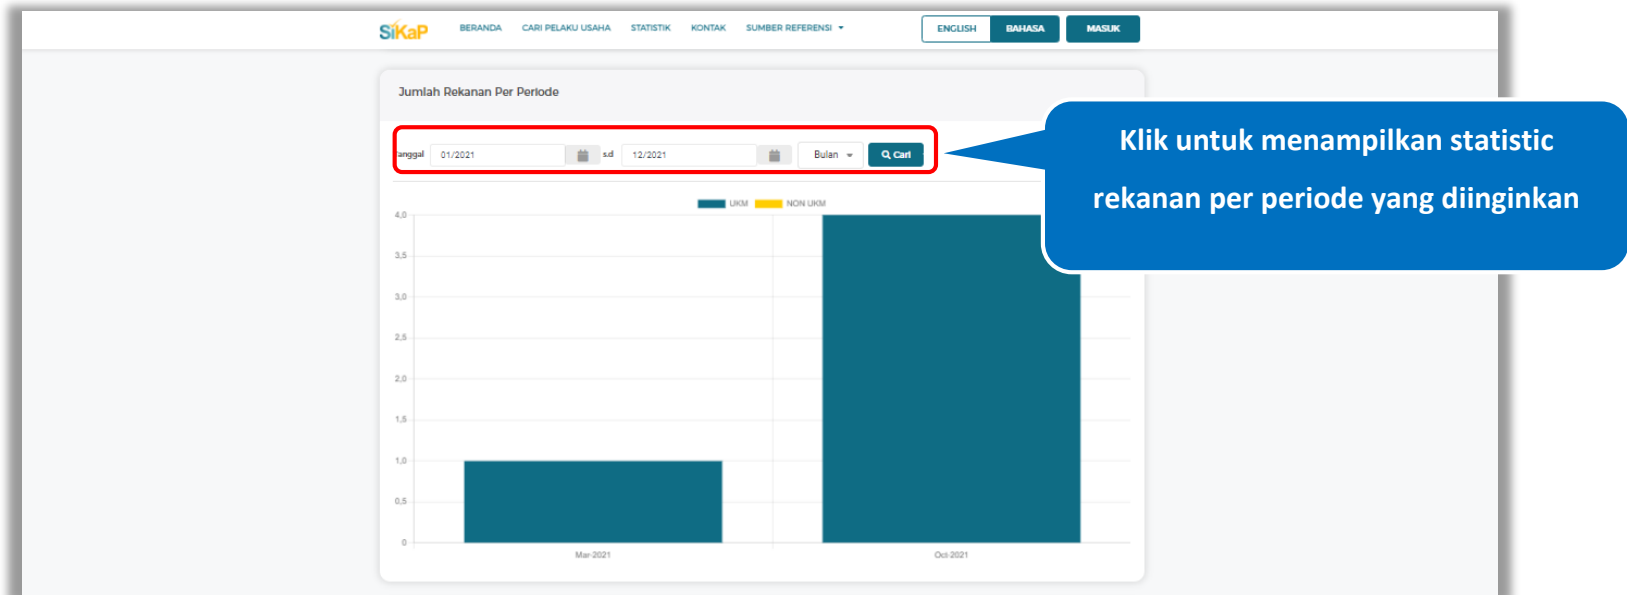 SiKaP BERANDA CARI PELAKU USAHA STATISTIK KONTAK SUMBER REFERENSI ENGLISH BAHASA MASUK
Jumlah Rekanan Per Periode
Klik untuk menampilkan statistic
rekanan per periode yang diinginkan
Tanggal 01/2021 s.d 12/2021 Bulan Cari
UKM NON UKM
4,0
3,5
3,0
2,5
2,0
1,5
1,0
0,5
0
Mar-2021 Oct-2021